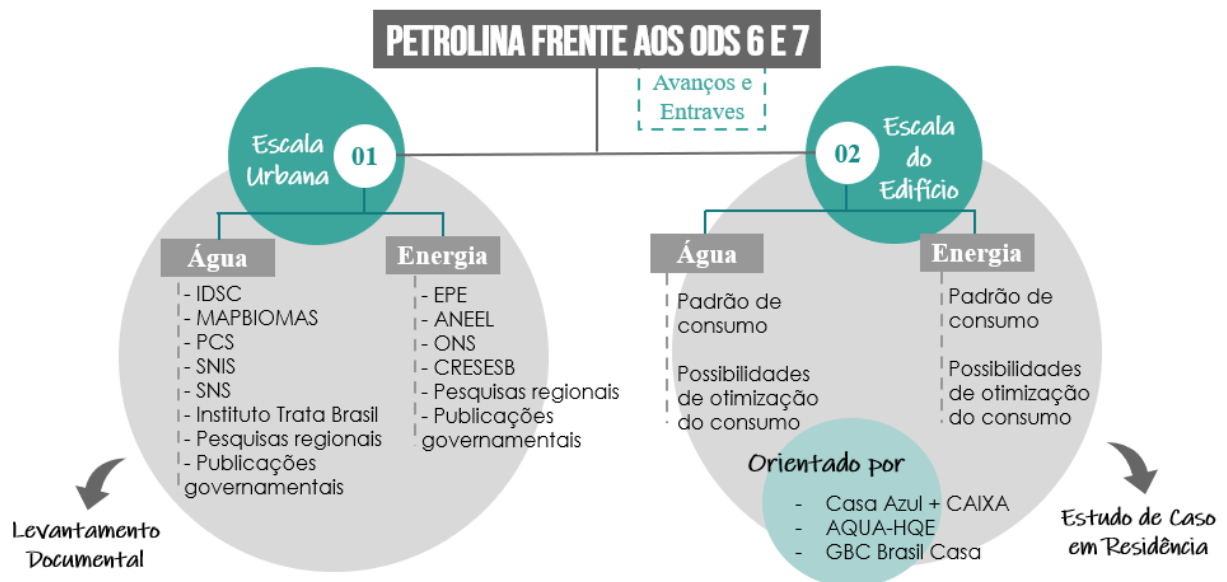 PETROLINA FRENTE AOS ODS 6 E 7
Avanços e
Entraves
Escala
Urbana
01
Água
- IDSC
- MAPBIOMAS
- PCS
- SNIS
- SNS
- Instituto Trata Brasil
- Pesquisas regionais
- Publicações
governamentais
Energia
- EPE
- ANEEL
- ONS
- CRESESB
- Pesquisas regionais
- Publicações
governamentais
Levantamento
Documental
02
Escala
do
Edifício
Água
Padrão de
consumo
Possibilidades
de otimização
do consumo
Energia
Padrão de
consumo
Possibilidades
de otimização
do consumo
Orientado por
- Casa Azul + CAIXA
- AQUA-HQE
- GBC Brasil Casa
Estudo de Caso
em Residência